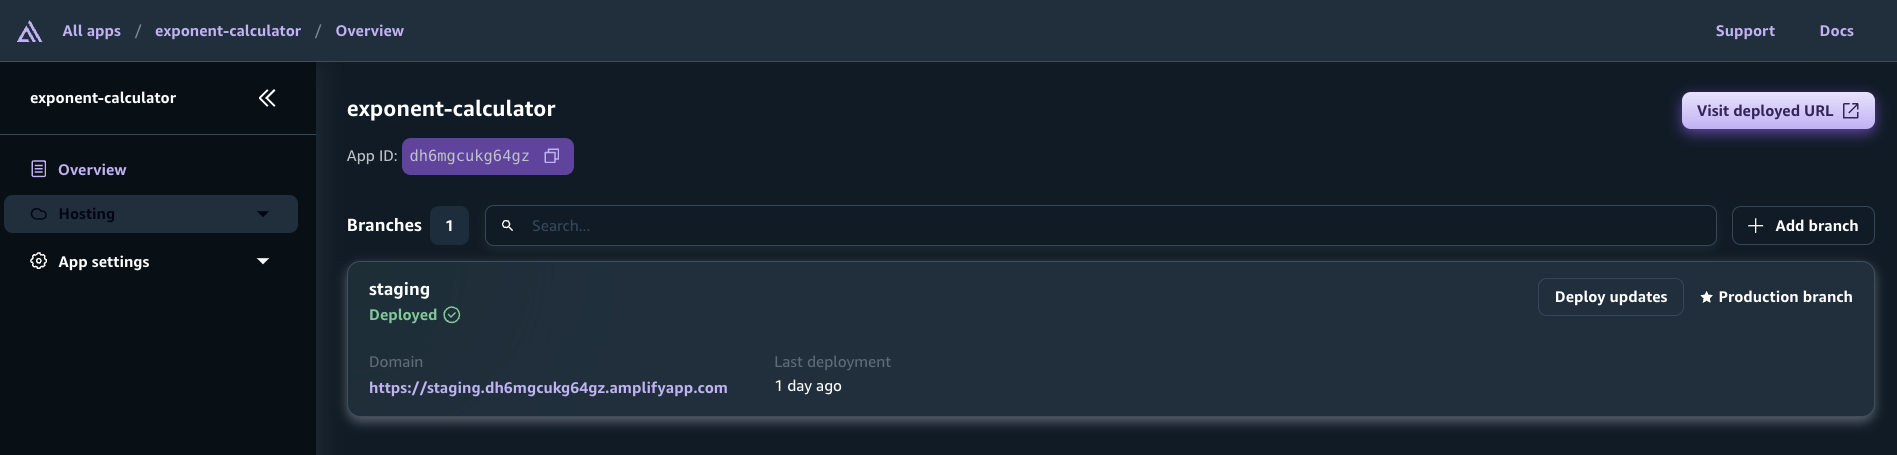 All apps / exponent-calculator / Overview
Support Docs
exponent-calculator
Overview
Hosting
App settings
exponent-calculator
Visit deployed URL
App ID: dh6mgcukg64gz
Branches 1 Search... Add branch
staging
Deployed
Deploy updates Production branch
Domain Last deployment
https://staging.dh6mgcukg64gz.amplifyapp.com 1 day ago